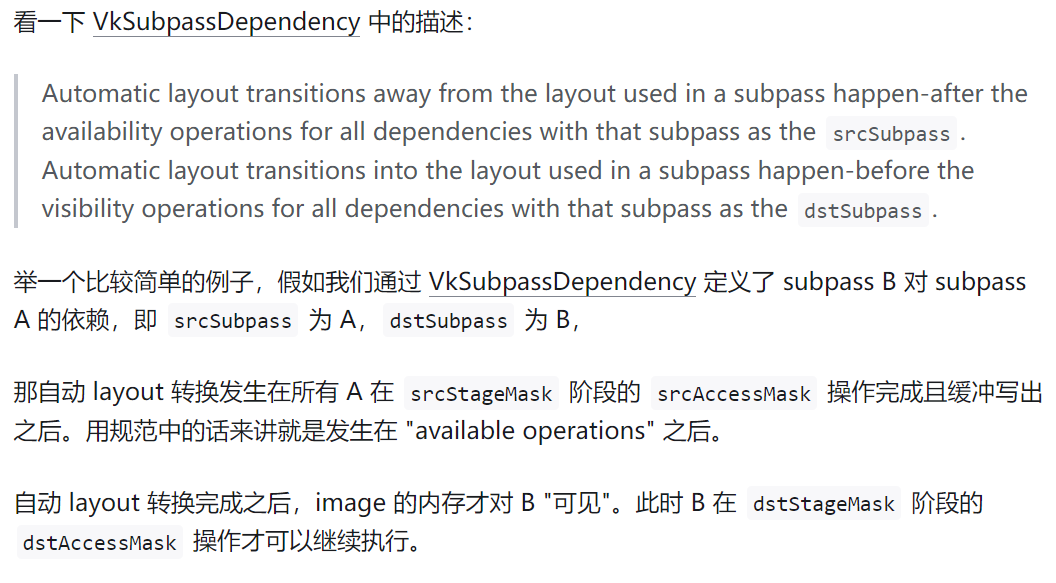 看一下 VkSubpassDependency 中的描述：
Automatic layout transitions away from the layout used in a subpass happen-after the
availability operations for all dependencies with that subpass as the srcSubpass.
Automatic layout transitions into the layout used in a subpass happen-before the
visibility operations for all dependencies with that subpass as the dstSubpass.
举一个比较简单的例子，假如我们通过 VkSubpassDependency 定义了 subpass B 对 subpass
A 的依赖，即 srcSubpass 为 A， dstSubpass 为 B，
那自动 layout 转换发生在所有 A 在 srcStageMask 阶段的 srcAccessMask 操作完成且缓冲写出
之后。用规范中的话来讲就是发生在 "available operations" 之后。
自动 layout 转换完成之后，image 的内存才对 B "可见"。此时 B 在 dstStageMask 阶段的
dstAccessMask 操作才可以继续执行。